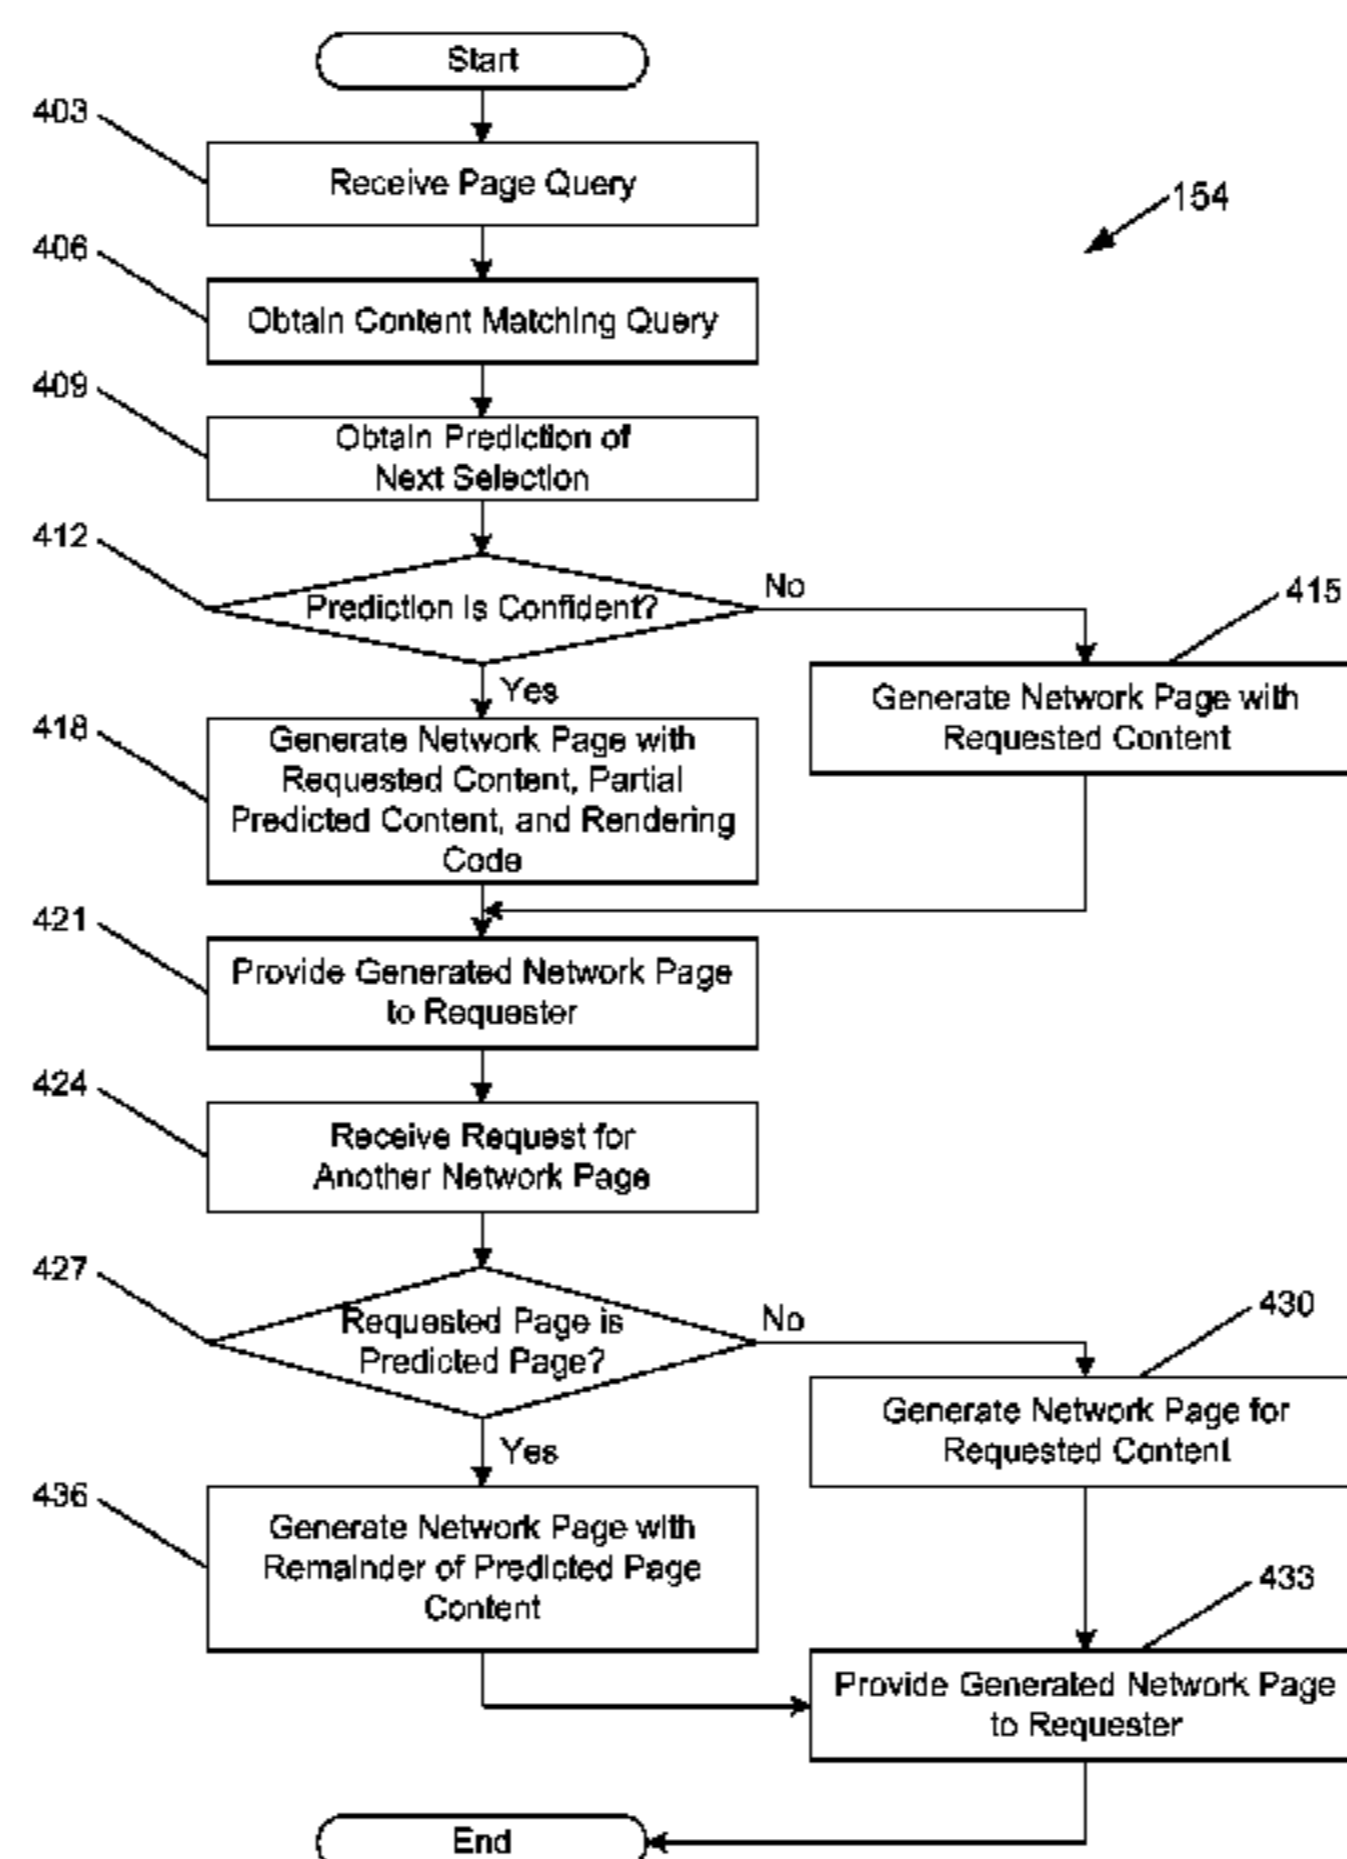 Start
403
Receive Page Query
154
406
Obtain Content Matching Query
409
Obtain Prediction of
Next Selection
412
Prediction Is Confident?
No
415
Yes
Generate Network Page with
Requested Content
418
Generate Network Page with
Requested Content, Partial
Predicted Content, and Rendering
Code
421
Provide Generated Network Page
to Requester
424
Receive Request for
Another Network Page
427
Requested Page is
Predicted Page?
No
430
Generate Network Page for
Requested Content
Yes
436
Generate Network Page with
Remainder of Predicted Page
Content
433
Provide Generated Network Page
to Requester
End